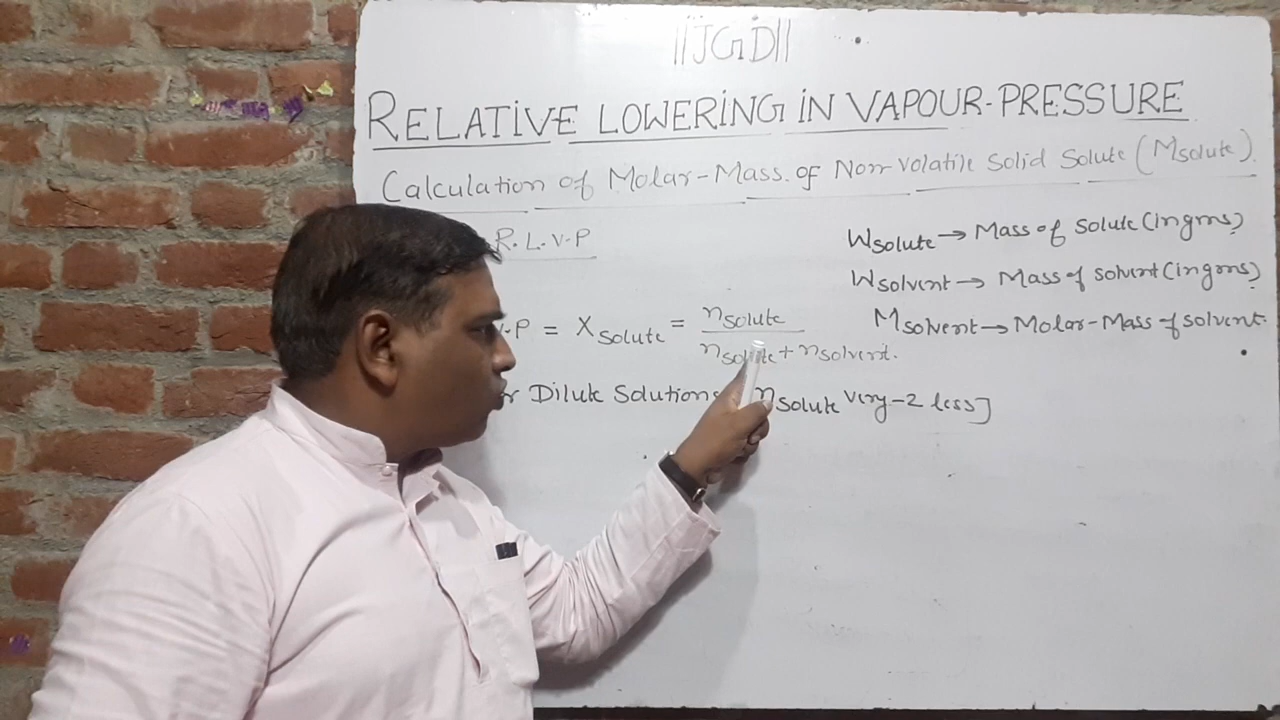 ||JGD||
RELATIVE LOWERING IN VAPOUR-PRESSURE
Calculation of Molar-Mass. of Non volatile Solid Solute (Msolute).
R.L.V.P
Wsolute → Mass of Solute (in gms)
Wsolvent → Mass of solvent (in gms)
Msolvent → Molar-Mass of solvent.
.P = Xsolute = nsolute / nsolute + nsolvent.
Dilute Solutions nsolute very-2 less]